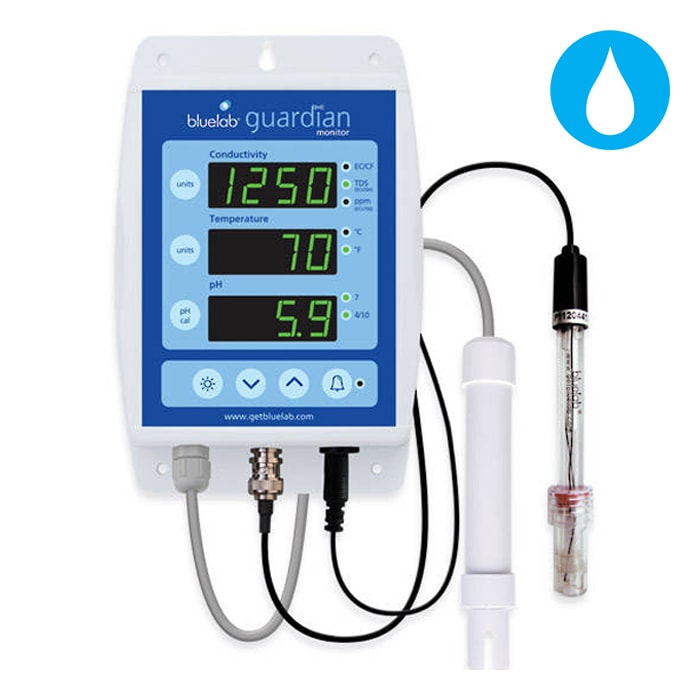 bluelab® guardian
monitor
Conductivity
units
1250
EC/CF
TDS
ppm
Temperature
units
70
°C
°F
pH
pH
cal
5.9
7
4/10
www.getbluelab.com
bluelab®